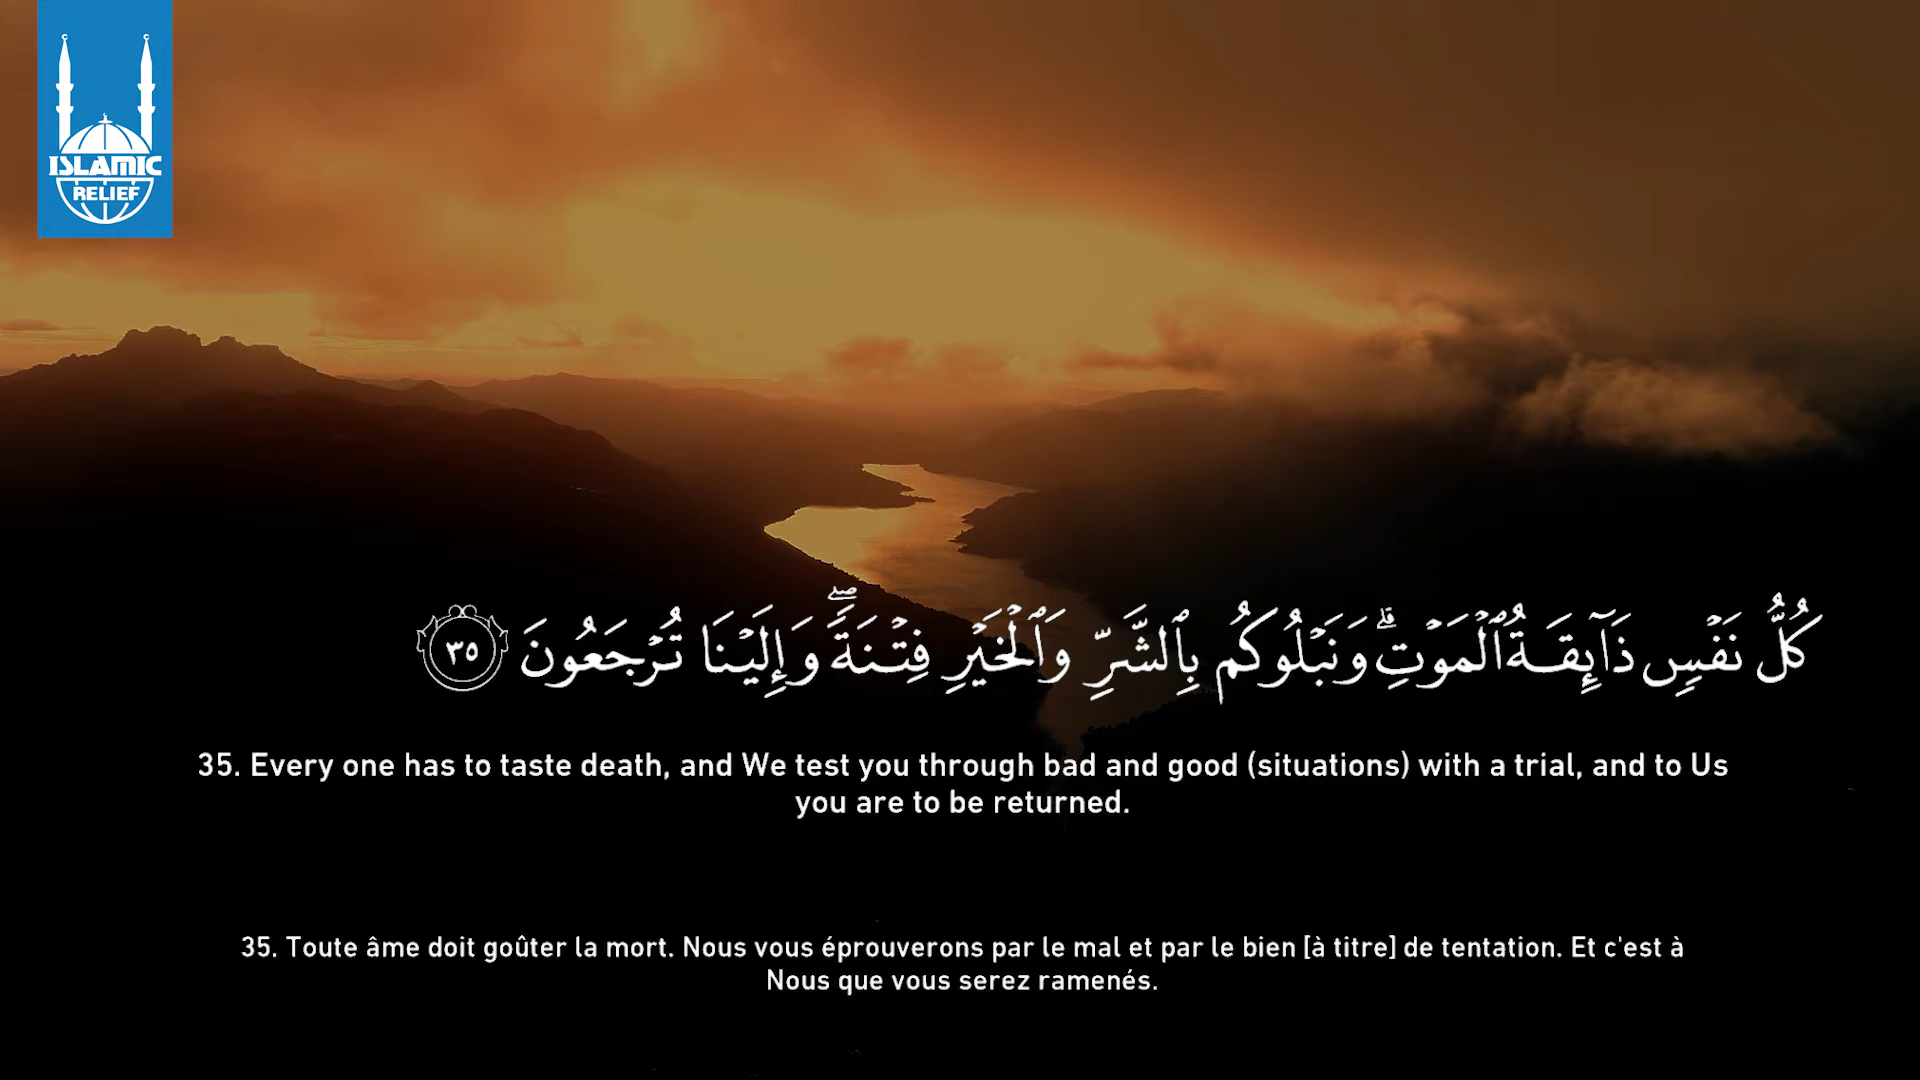 ISLAMIC
RELIEF
كُلُّ نَفْسٍ ذَآئِقَةُ ٱلْمَوْتِ ۗ وَنَبْلُوكُم بِٱلشَّرِّ وَٱلْخَيْرِ فِتْنَةً ۖ وَإِلَيْنَا تُرْجَعُونَ ٣٥
35. Every one has to taste death, and We test you through bad and good (situations) with a trial, and to Us
you are to be returned.
35. Toute âme doit goûter la mort. Nous vous éprouverons par le mal et par le bien [à titre] de tentation. Et c'est à
Nous que vous serez ramenés.